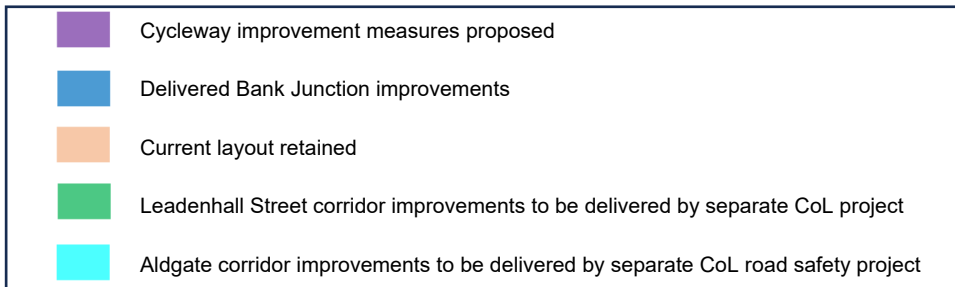 Cycleway improvement measures proposed
Delivered Bank Junction improvements
Current layout retained
Leadenhall Street corridor improvements to be delivered by separate CoL project
Aldgate corridor improvements to be delivered by separate CoL road safety project